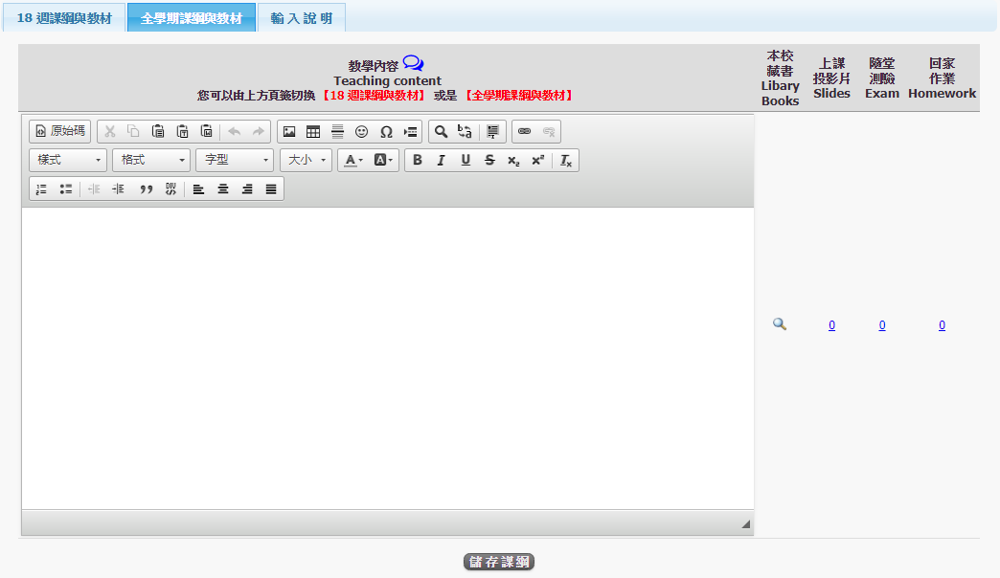 18 週課綱與教材
全學期課綱與教材
輸 入 說 明
教學內容
Teaching content
您可以由上方頁籤切換 【18 週課綱與教材】 或是 【全學期課綱與教材】
本校
藏書
Libary
Books
上課
投影片
Slides
隨堂
測驗
Exam
回家
作業
Homework
原始碼
樣式
格式
字型
大小
0
0
0
儲 存 課 綱